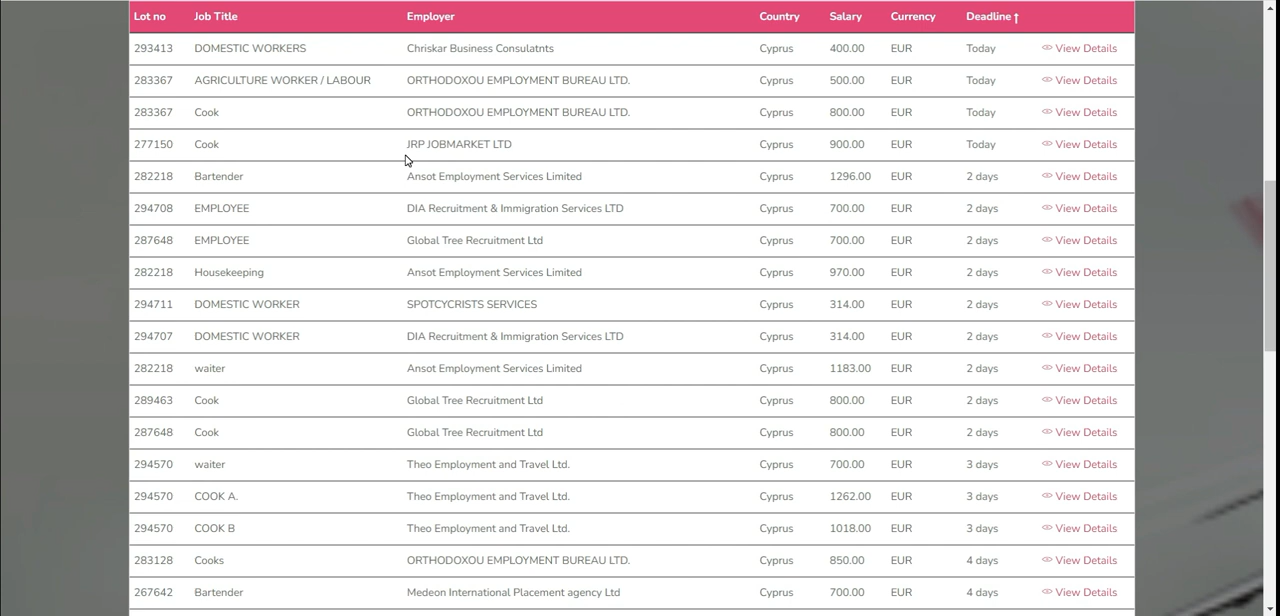 Lot no Job Title Employer Country Salary Currency Deadline ↑
293413 DOMESTIC WORKERS Chriskar Business Consulatnts Cyprus 400.00 EUR Today View Details
283367 AGRICULTURE WORKER / LABOUR ORTHODOXOU EMPLOYMENT BUREAU LTD. Cyprus 500.00 EUR Today View Details
283367 Cook ORTHODOXOU EMPLOYMENT BUREAU LTD. Cyprus 800.00 EUR Today View Details
277150 Cook JRP JOBMARKET LTD Cyprus 900.00 EUR Today View Details
282218 Bartender Ansot Employment Services Limited Cyprus 1296.00 EUR 2 days View Details
294708 EMPLOYEE DIA Recruitment & Immigration Services LTD Cyprus 700.00 EUR 2 days View Details
287648 EMPLOYEE Global Tree Recruitment Ltd Cyprus 700.00 EUR 2 days View Details
282218 Housekeeping Ansot Employment Services Limited Cyprus 970.00 EUR 2 days View Details
294711 DOMESTIC WORKER SPOTCYCRISTS SERVICES Cyprus 314.00 EUR 2 days View Details
294707 DOMESTIC WORKER DIA Recruitment & Immigration Services LTD Cyprus 314.00 EUR 2 days View Details
282218 waiter Ansot Employment Services Limited Cyprus 1183.00 EUR 2 days View Details
289463 Cook Global Tree Recruitment Ltd Cyprus 800.00 EUR 2 days View Details
287648 Cook Global Tree Recruitment Ltd Cyprus 800.00 EUR 2 days View Details
294570 waiter Theo Employment and Travel Ltd. Cyprus 700.00 EUR 3 days View Details
294570 COOK A. Theo Employment and Travel Ltd. Cyprus 1262.00 EUR 3 days View Details
294570 COOK B Theo Employment and Travel Ltd. Cyprus 1018.00 EUR 3 days View Details
283128 Cooks ORTHODOXOU EMPLOYMENT BUREAU LTD. Cyprus 850.00 EUR 4 days View Details
267642 Bartender Medeon International Placement agency Ltd Cyprus 700.00 EUR 4 days View Details